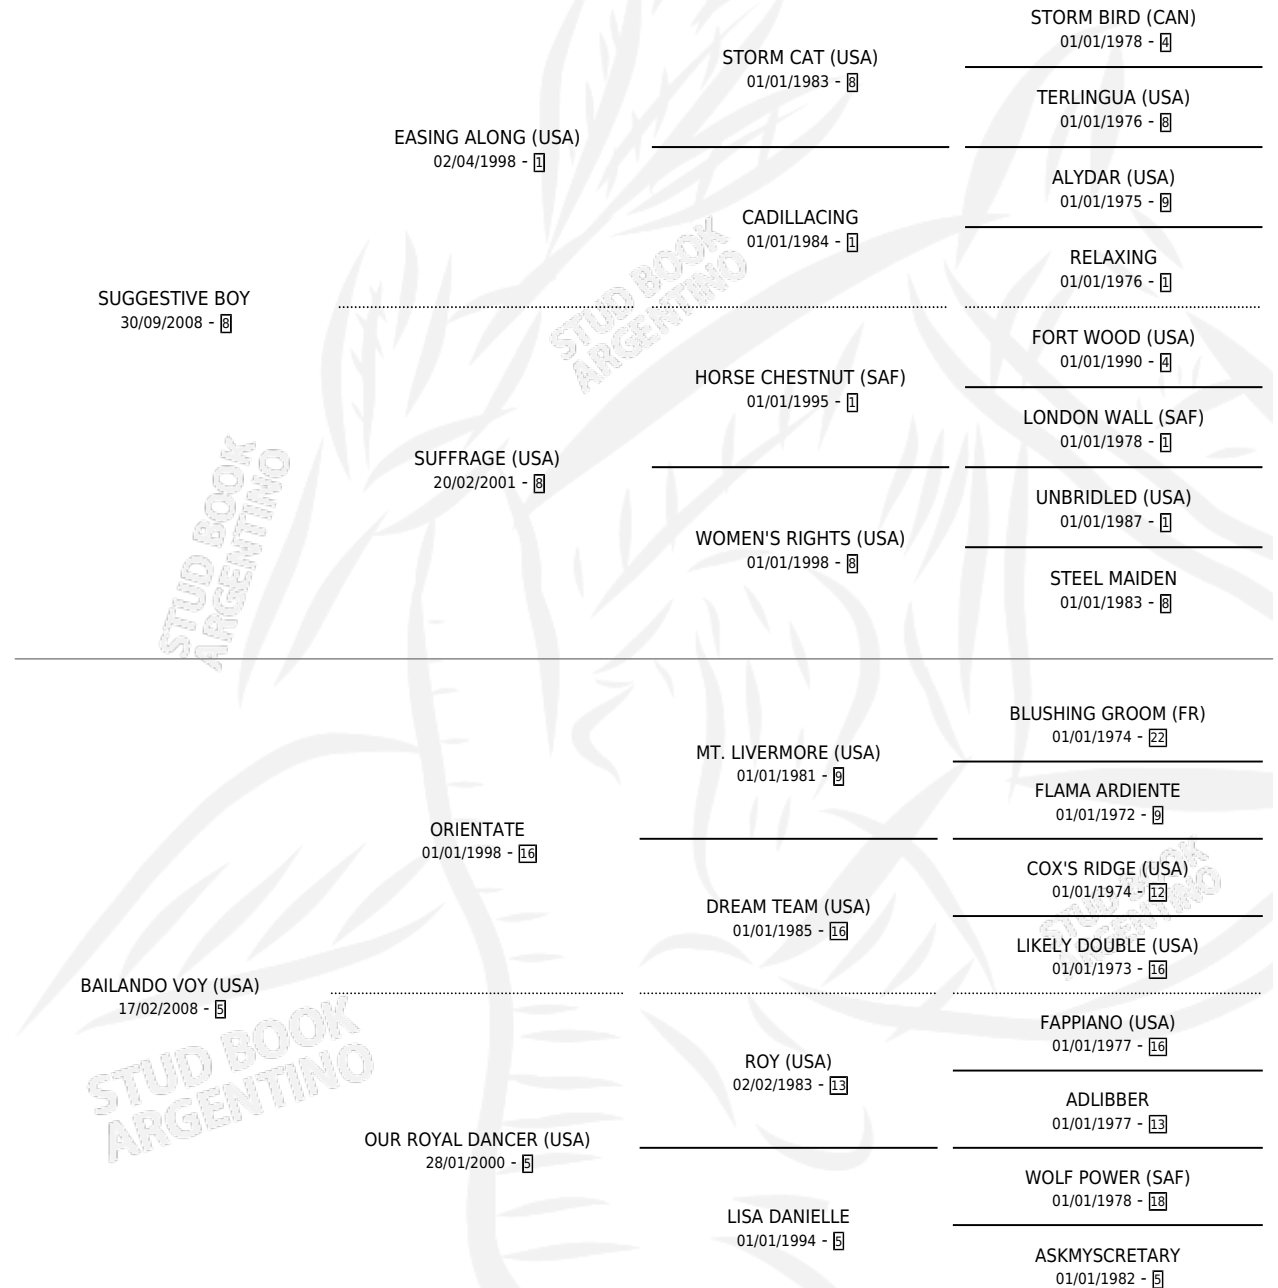 STORM BIRD (CAN)
01/01/1978 - 4
STORM CAT (USA)
01/01/1983 - 8
TERLINGUA (USA)
01/01/1976 - 8
EASING ALONG (USA)
02/04/1998 - 1
ALYDAR (USA)
01/01/1975 - 9
CADILLACING
01/01/1984 - 1
RELAXING
01/01/1976 - 1
SUGGESTIVE BOY
30/09/2008 - 8
FORT WOOD (USA)
01/01/1990 - 4
HORSE CHESTNUT (SAF)
01/01/1995 - 1
LONDON WALL (SAF)
01/01/1978 - 1
SUFFRAGE (USA)
20/02/2001 - 8
UNBRIDLED (USA)
01/01/1987 - 1
WOMEN'S RIGHTS (USA)
01/01/1998 - 8
STEEL MAIDEN
01/01/1983 - 8
BLUSHING GROOM (FR)
01/01/1974 - 22
MT. LIVERMORE (USA)
01/01/1981 - 9
FLAMA ARDIENTE
01/01/1972 - 9
ORIENTATE
01/01/1998 - 16
COX'S RIDGE (USA)
01/01/1974 - 12
DREAM TEAM (USA)
01/01/1985 - 16
LIKELY DOUBLE (USA)
01/01/1973 - 16
BAILANDO VOY (USA)
17/02/2008 - 5
FAPPIANO (USA)
01/01/1977 - 16
ROY (USA)
02/02/1983 - 13
ADLIBBER
01/01/1977 - 13
OUR ROYAL DANCER (USA)
28/01/2000 - 5
WOLF POWER (SAF)
01/01/1978 - 18
LISA DANIELLE
01/01/1994 - 5
ASKMYSCRETARY
01/01/1982 - 5
STUD BOOK
ARGENTINO
STUD BOOK
ARGENTINO
STUD BOOK
ARGENTINO
STUD BOOK
ARGENTINO